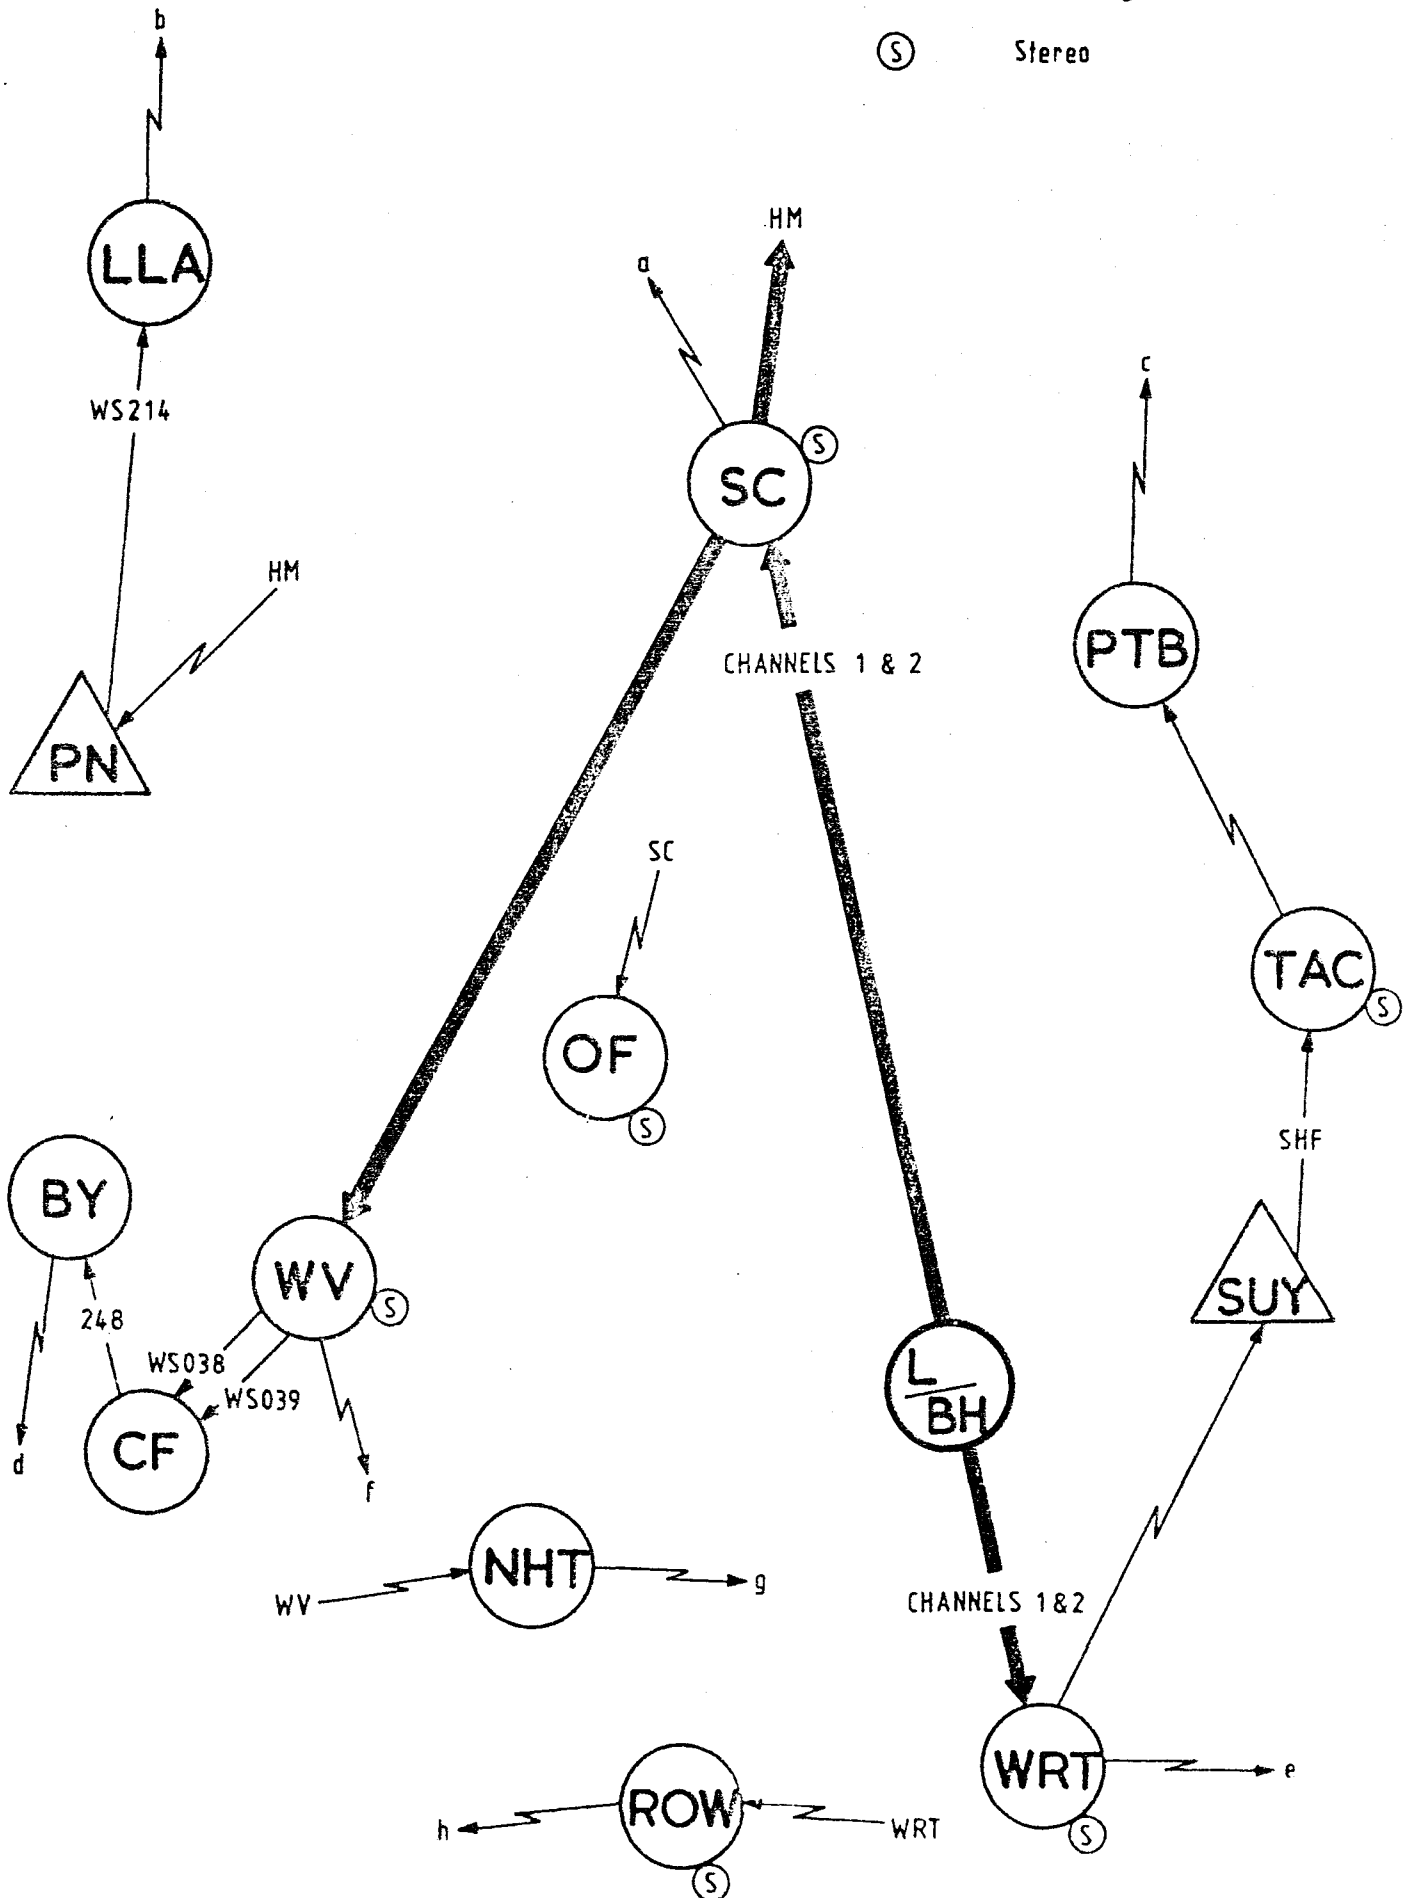 b
S Stereo
HM
LLA
a
c
WS214
S
SC
HM
PTB
CHANNELS 1 & 2
PN
SC
TAC
S
OF
S
SHF
BY
WV
SUY
S
248
WS038
L
WS039
BH
CF
d
f
NHT
WV
g
CHANNELS 1&2
WRT
e
ROW
h
WRT
S
S